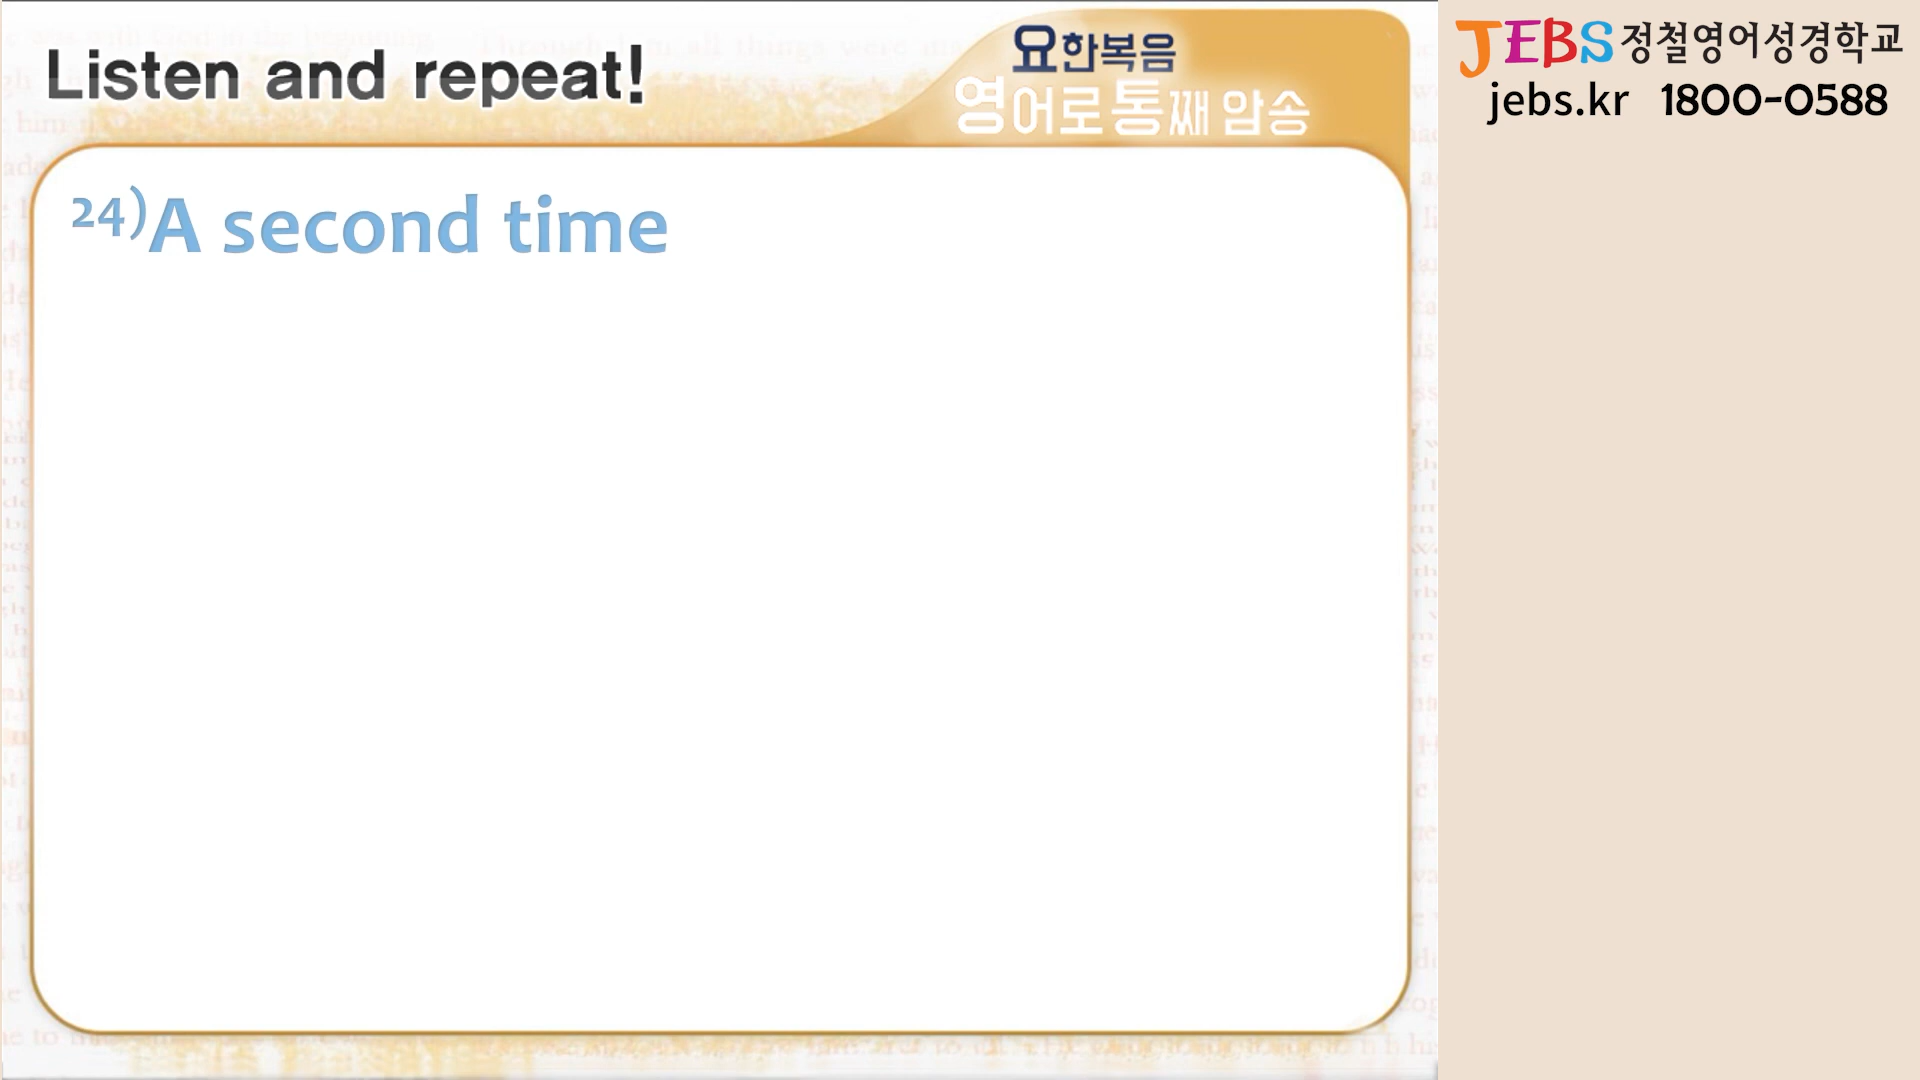 Listen and repeat!
요한복음
영어로 통째 암송
JEBS 정철영어성경학교
jebs.kr 1800-0588
24)A second time